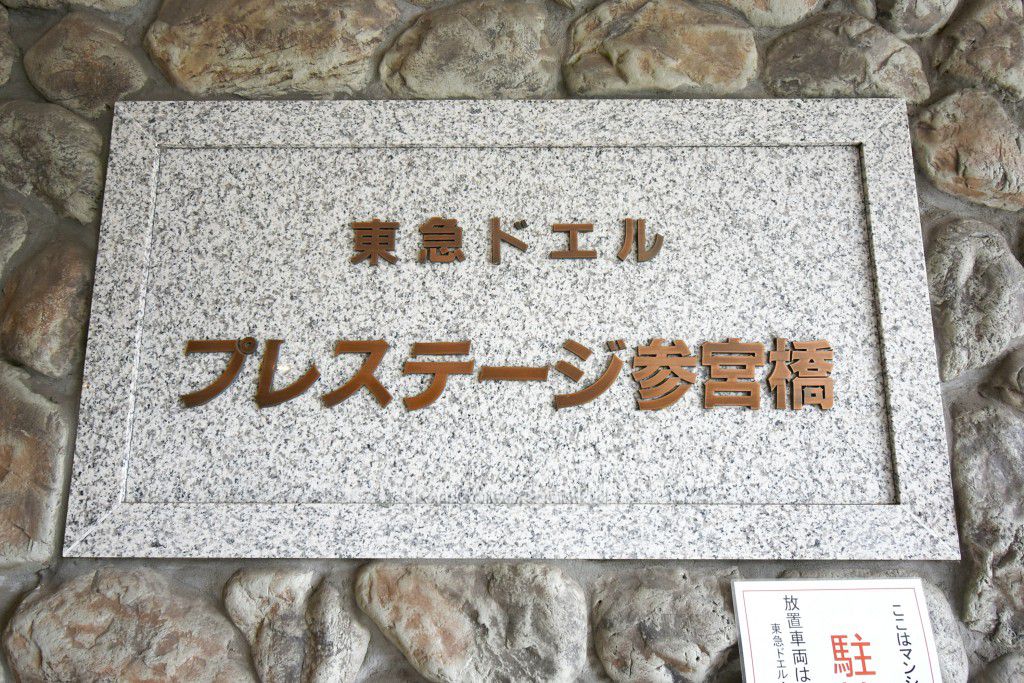 東急ドエル
プレステージ参宮橋
ここはマンシ
駐
放置車両は
東急ドエル